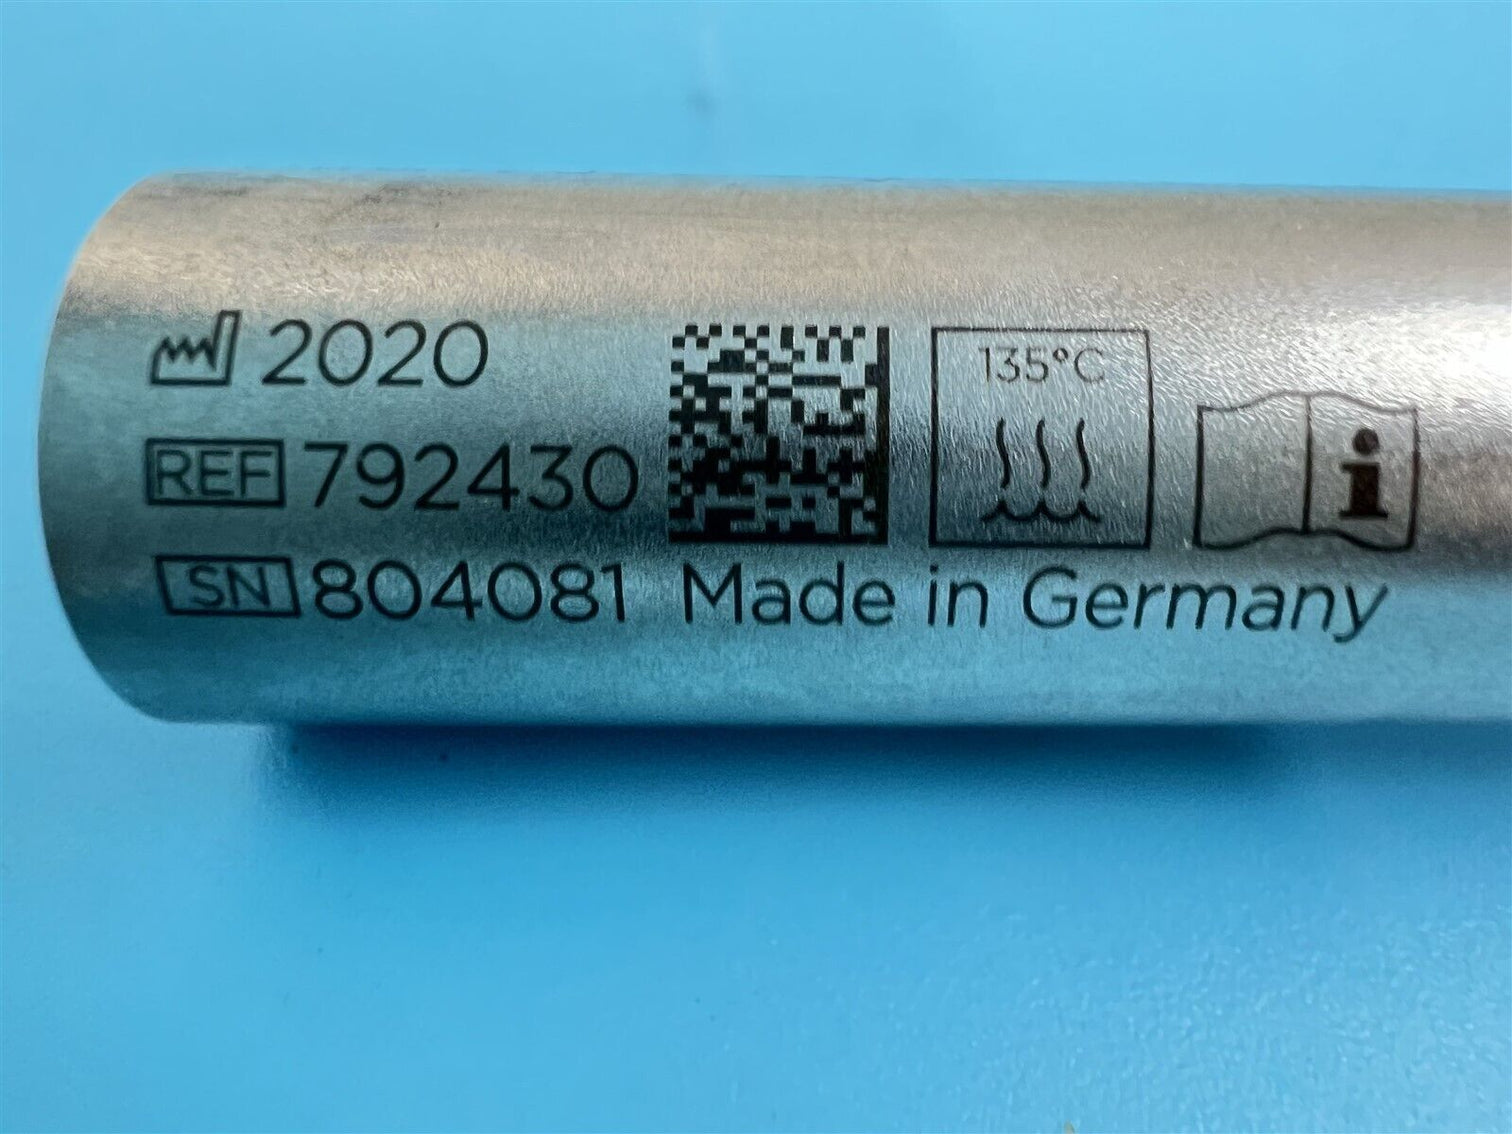 2020
REF 792430
SN 804081 Made in Germany
135°C
i